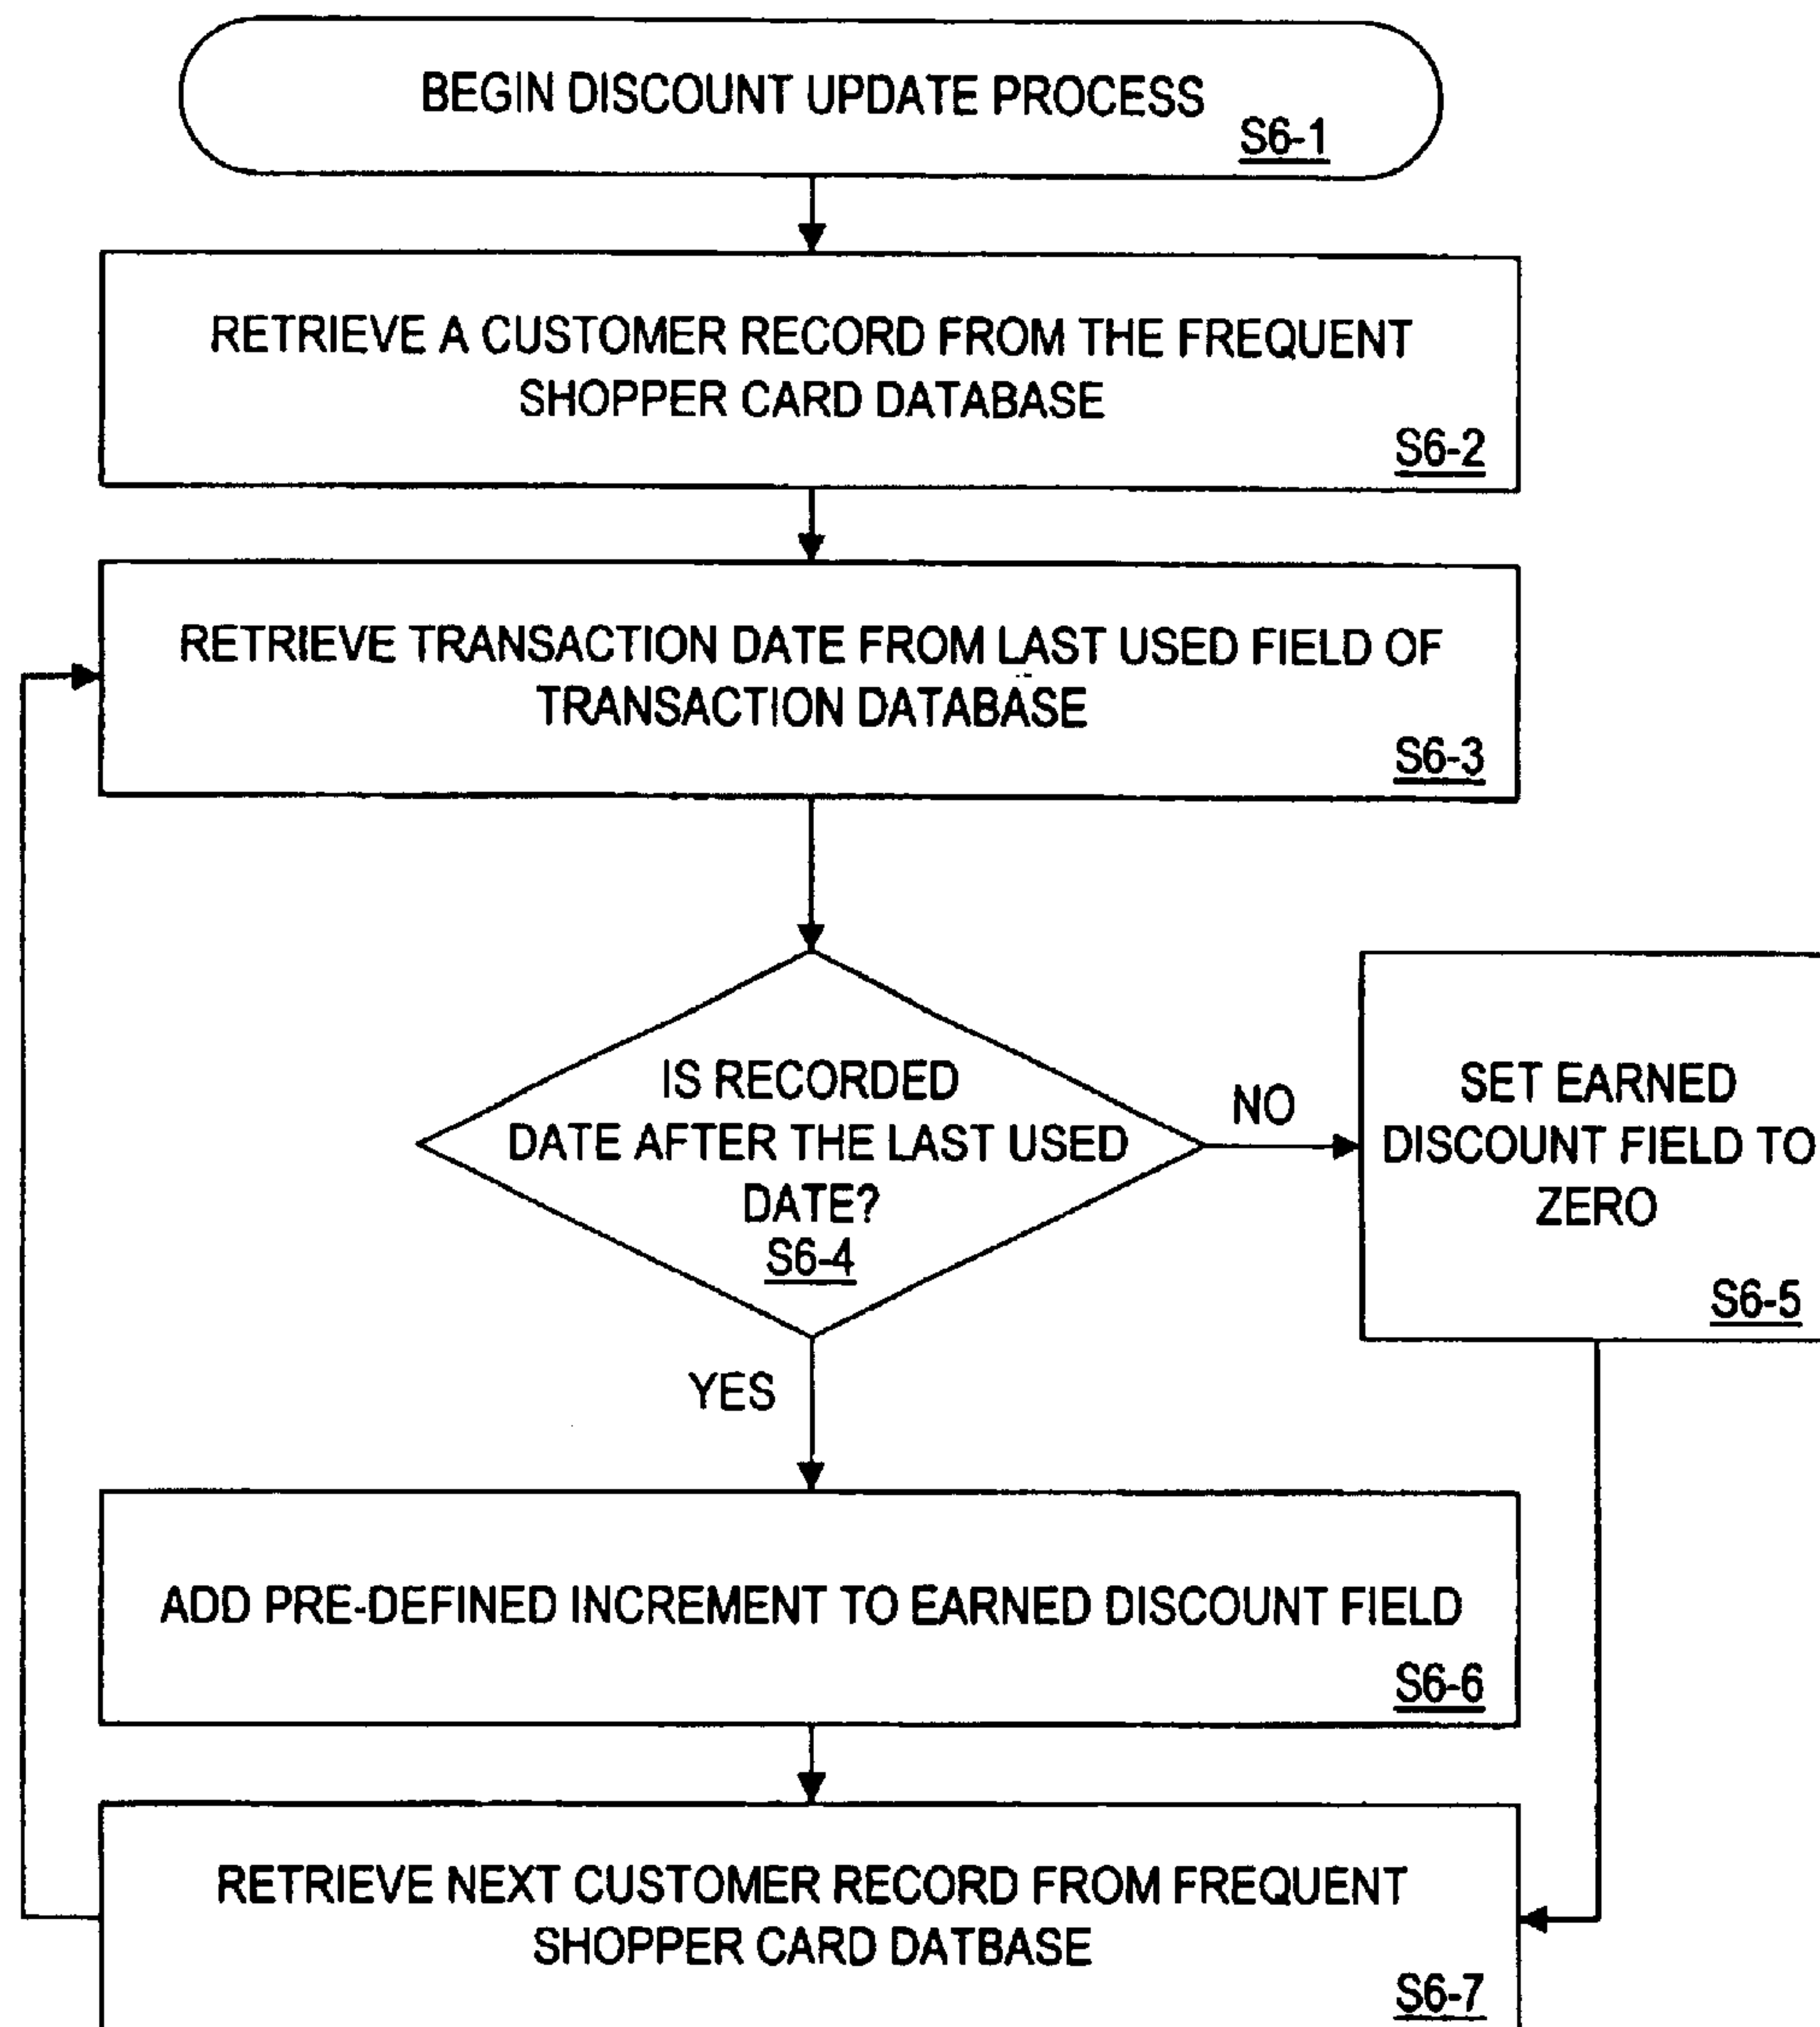 BEGIN DISCOUNT UPDATE PROCESS
S6-1
RETRIEVE A CUSTOMER RECORD FROM THE FREQUENT
SHOPPER CARD DATABASE
S6-2
RETRIEVE TRANSACTION DATE FROM LAST USED FIELD OF
TRANSACTION DATABASE
S6-3
IS RECORDED
DATE AFTER THE LAST USED
DATE?
S6-4
NO
SET EARNED
DISCOUNT FIELD TO
ZERO
S6-5
YES
ADD PRE-DEFINED INCREMENT TO EARNED DISCOUNT FIELD
S6-6
RETRIEVE NEXT CUSTOMER RECORD FROM FREQUENT
SHOPPER CARD DATBASE
S6-7